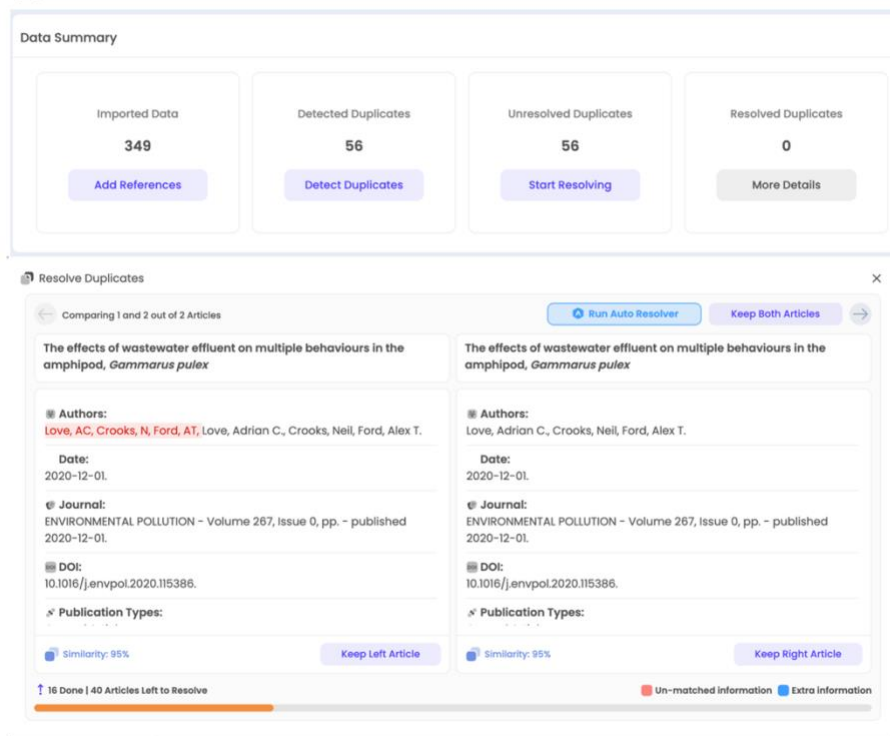 Data Summary
Imported Data
349
Add References
Detected Duplicates
56
Detect Duplicates
Unresolved Duplicates
56
Start Resolving
Resolved Duplicates
0
More Details
Resolve Duplicates
Comparing 1 and 2 out of 2 Articles
Run Auto Resolver
Keep Both Articles
The effects of wastewater effluent on multiple behaviours in the
amphipod, Gammarus pulex
Authors:
Love, AC, Crooks, N, Ford, AT, Love, Adrian C., Crooks, Neil, Ford, Alex T.
Date:
2020-12-01.
Journal:
ENVIRONMENTAL POLLUTION - Volume 267, Issue 0, pp. - published
2020-12-01.
DOI:
10.1016/j.envpol.2020.115386.
Publication Types:
Similarity: 95%
Keep Left Article
The effects of wastewater effluent on multiple behaviours in the
amphipod, Gammarus pulex
Authors:
Love, Adrian C., Crooks, Neil, Ford, Alex T.
Date:
2020-12-01.
Journal:
ENVIRONMENTAL POLLUTION - Volume 267, Issue 0, pp. - published
2020-12-01.
DOI:
10.1016/j.envpol.2020.115386.
Publication Types:
Similarity: 95%
Keep Right Article
16 Done | 40 Articles Left to Resolve
Un-matched information
Extra information